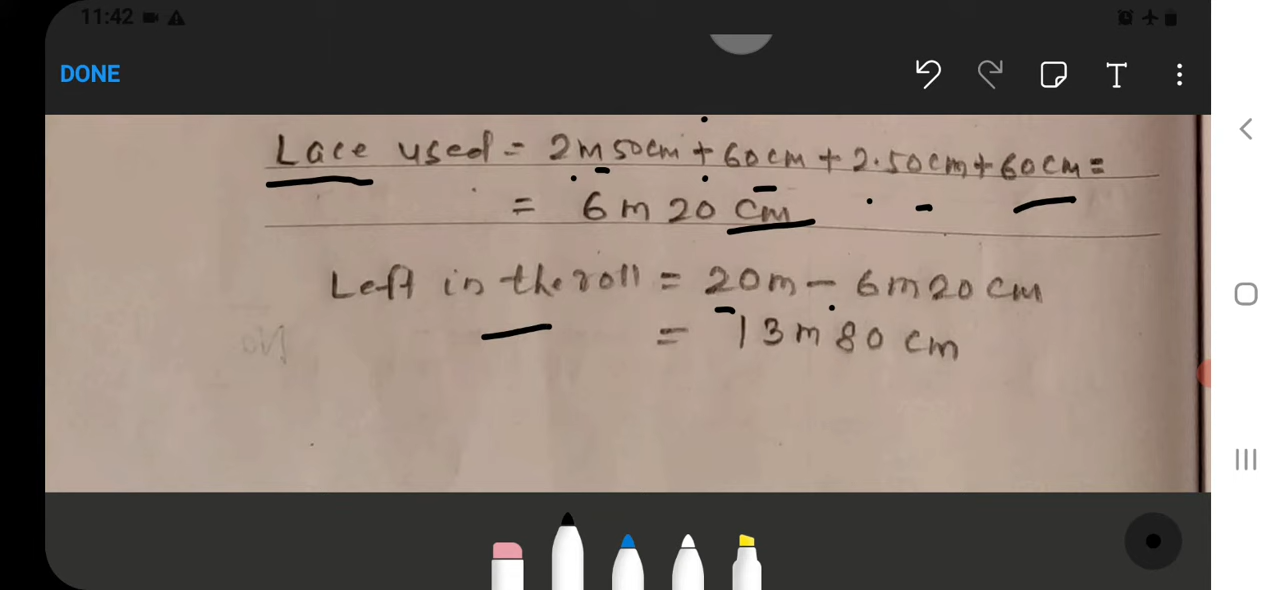 11:42
DONE
T
Lace used = 2m 50cm + 60cm + 2.50cm + 60cm =
= 6m 20 cm
Left in the roll = 20m - 6m 20 cm
= 13m 80 cm